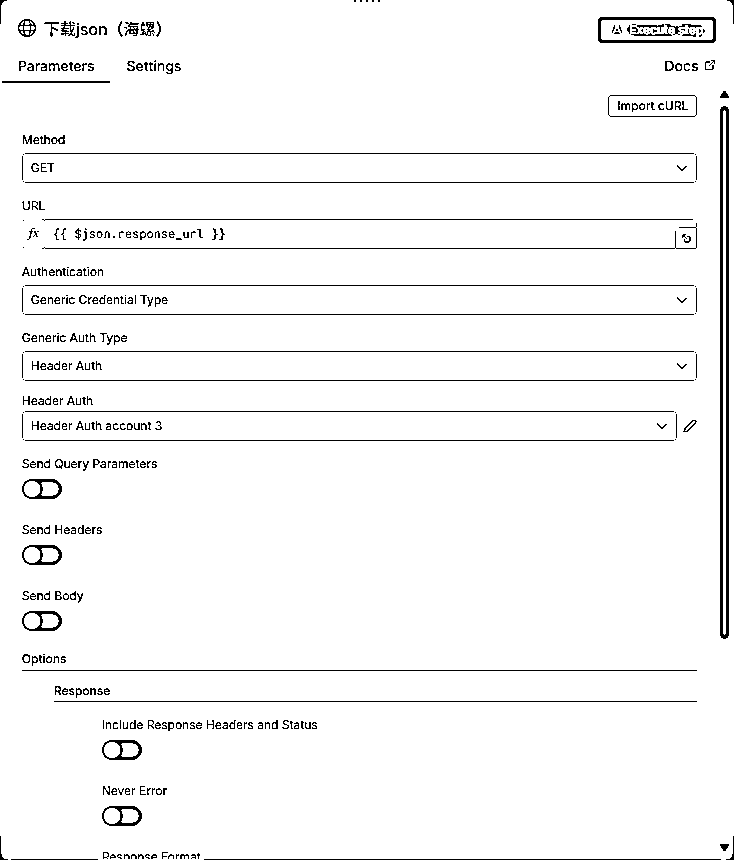 下载json（海螺）
Execute step
Parameters
Settings
Docs
Import cURL
Method
GET
URL
fx
{{ $json.response_url }}
Authentication
Generic Credential Type
Generic Auth Type
Header Auth
Header Auth
Header Auth account 3
Send Query Parameters
Send Headers
Send Body
Options
Response
Include Response Headers and Status
Never Error
Response Format